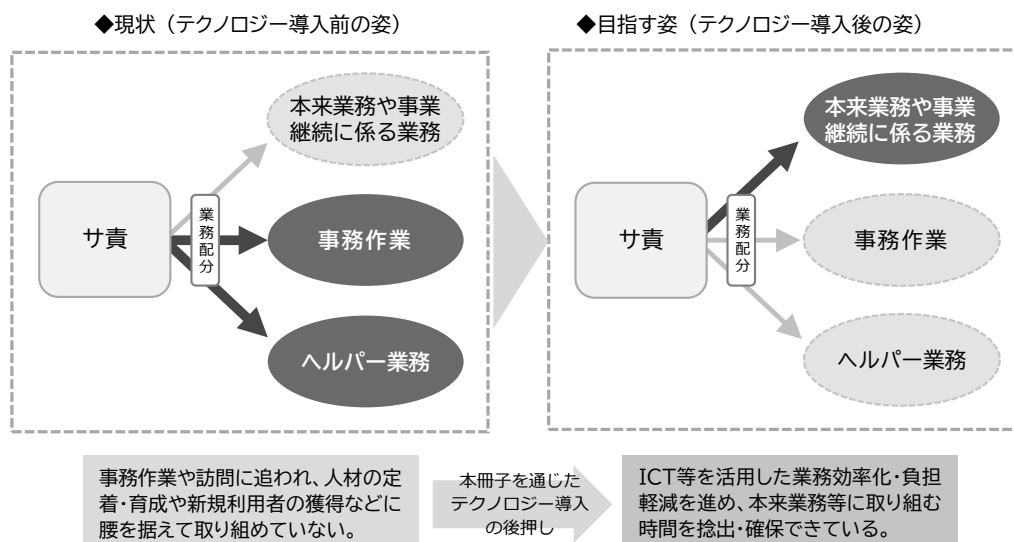 ◆現状（テクノロジー導入前の姿）
本来業務や事業
継続に係る業務
サ責
業務配分
事務作業
ヘルパー業務
◆目指す姿（テクノロジー導入後の姿）
本来業務や事業
継続に係る業務
サ責
業務配分
事務作業
ヘルパー業務
事務作業や訪問に追われ、人材の定
着・育成や新規利用者の獲得などに
腰を据えて取り組めていない。
本冊子を通じた
テクノロジー導入
の後押し
ICT等を活用した業務効率化・負担
軽減を進め、本来業務等に取り組む
時間を捻出・確保できている。